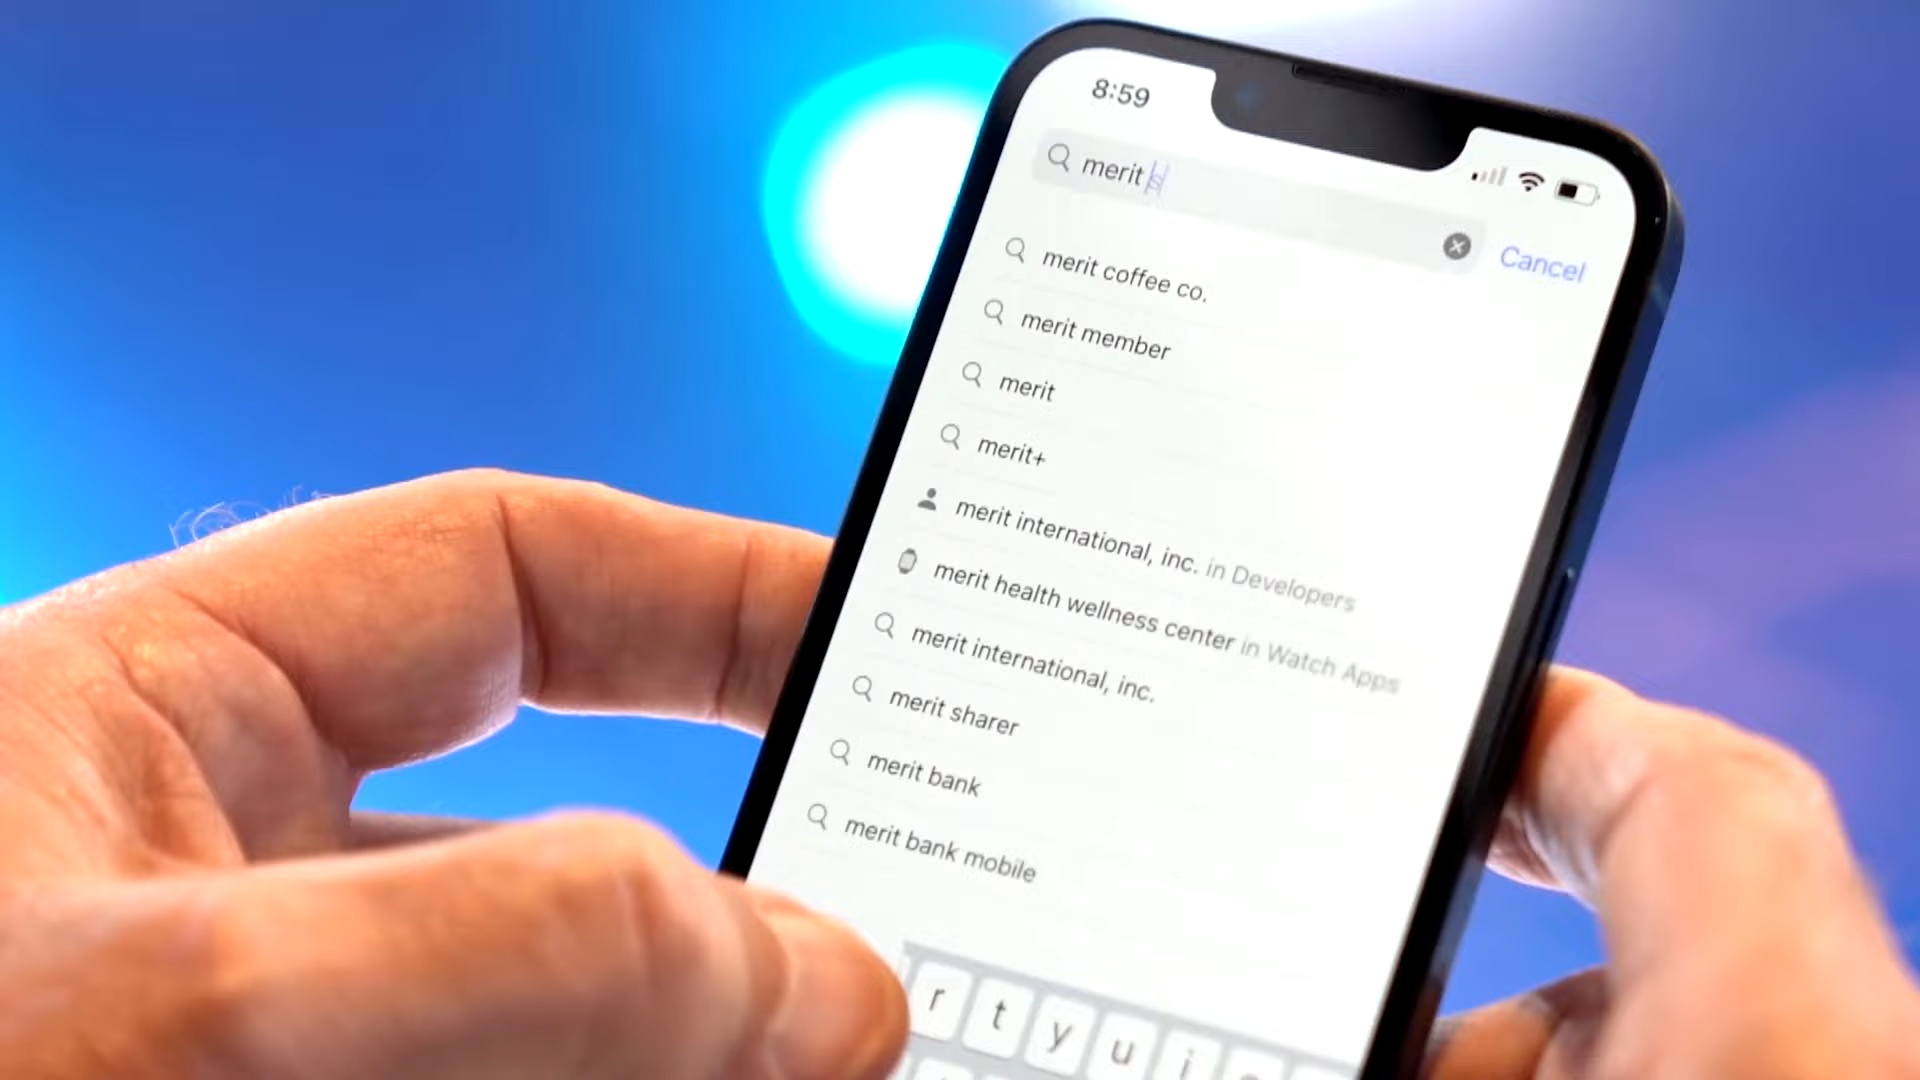 8:59
merit
Cancel
merit coffee co.
merit member
merit
merit+
merit international, inc. in Developers
merit health wellness center in Watch Apps
merit international, inc.
merit sharer
merit bank
merit bank mobile
r t y u i